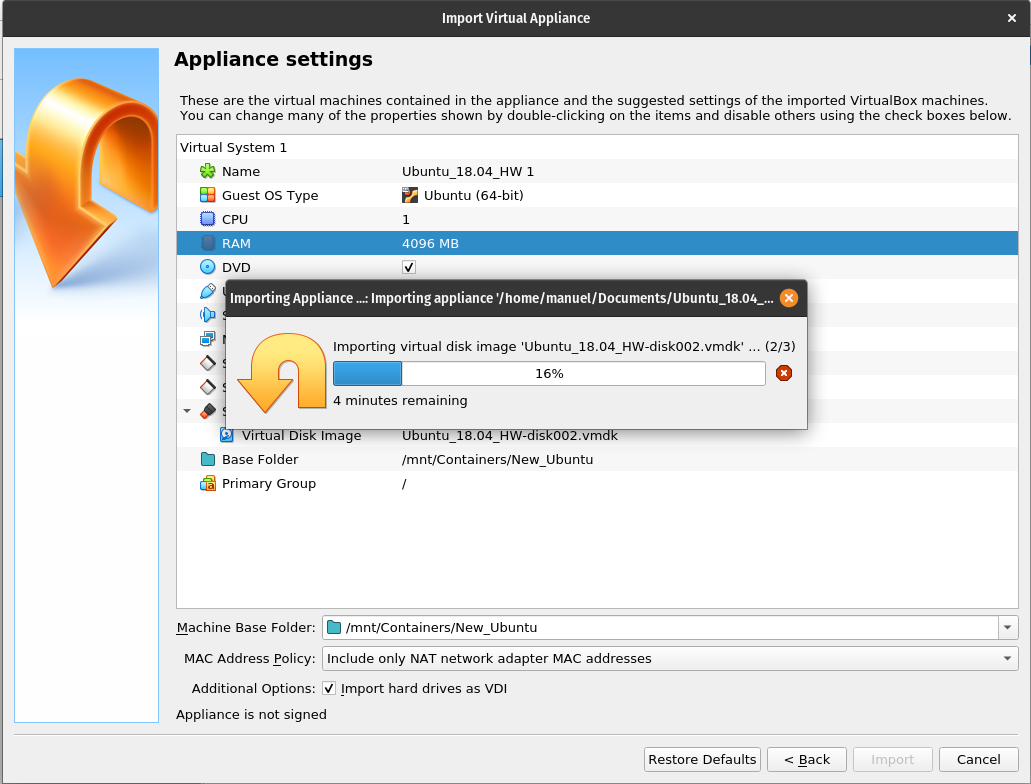 Import Virtual Appliance
Appliance settings
These are the virtual machines contained in the appliance and the suggested settings of the imported VirtualBox machines.
You can change many of the properties shown by double-clicking on the items and disable others using the check boxes below.
Virtual System 1
Name Ubuntu_18.04_HW 1
Guest OS Type Ubuntu (64-bit)
CPU 1
RAM 4096 MB
DVD
Importing Appliance ...: Importing appliance '/home/manuel/Documents/Ubuntu_18.04_...
Importing virtual disk image 'Ubuntu_18.04_HW-disk002.vmdk' ... (2/3)
16%
4 minutes remaining
Virtual Disk Image Ubuntu_18.04_HW-disk002.vmdk
Base Folder /mnt/Containers/New_Ubuntu
Primary Group /
Machine Base Folder: /mnt/Containers/New_Ubuntu
MAC Address Policy: Include only NAT network adapter MAC addresses
Additional Options: Import hard drives as VDI
Appliance is not signed
Restore Defaults < Back Import Cancel